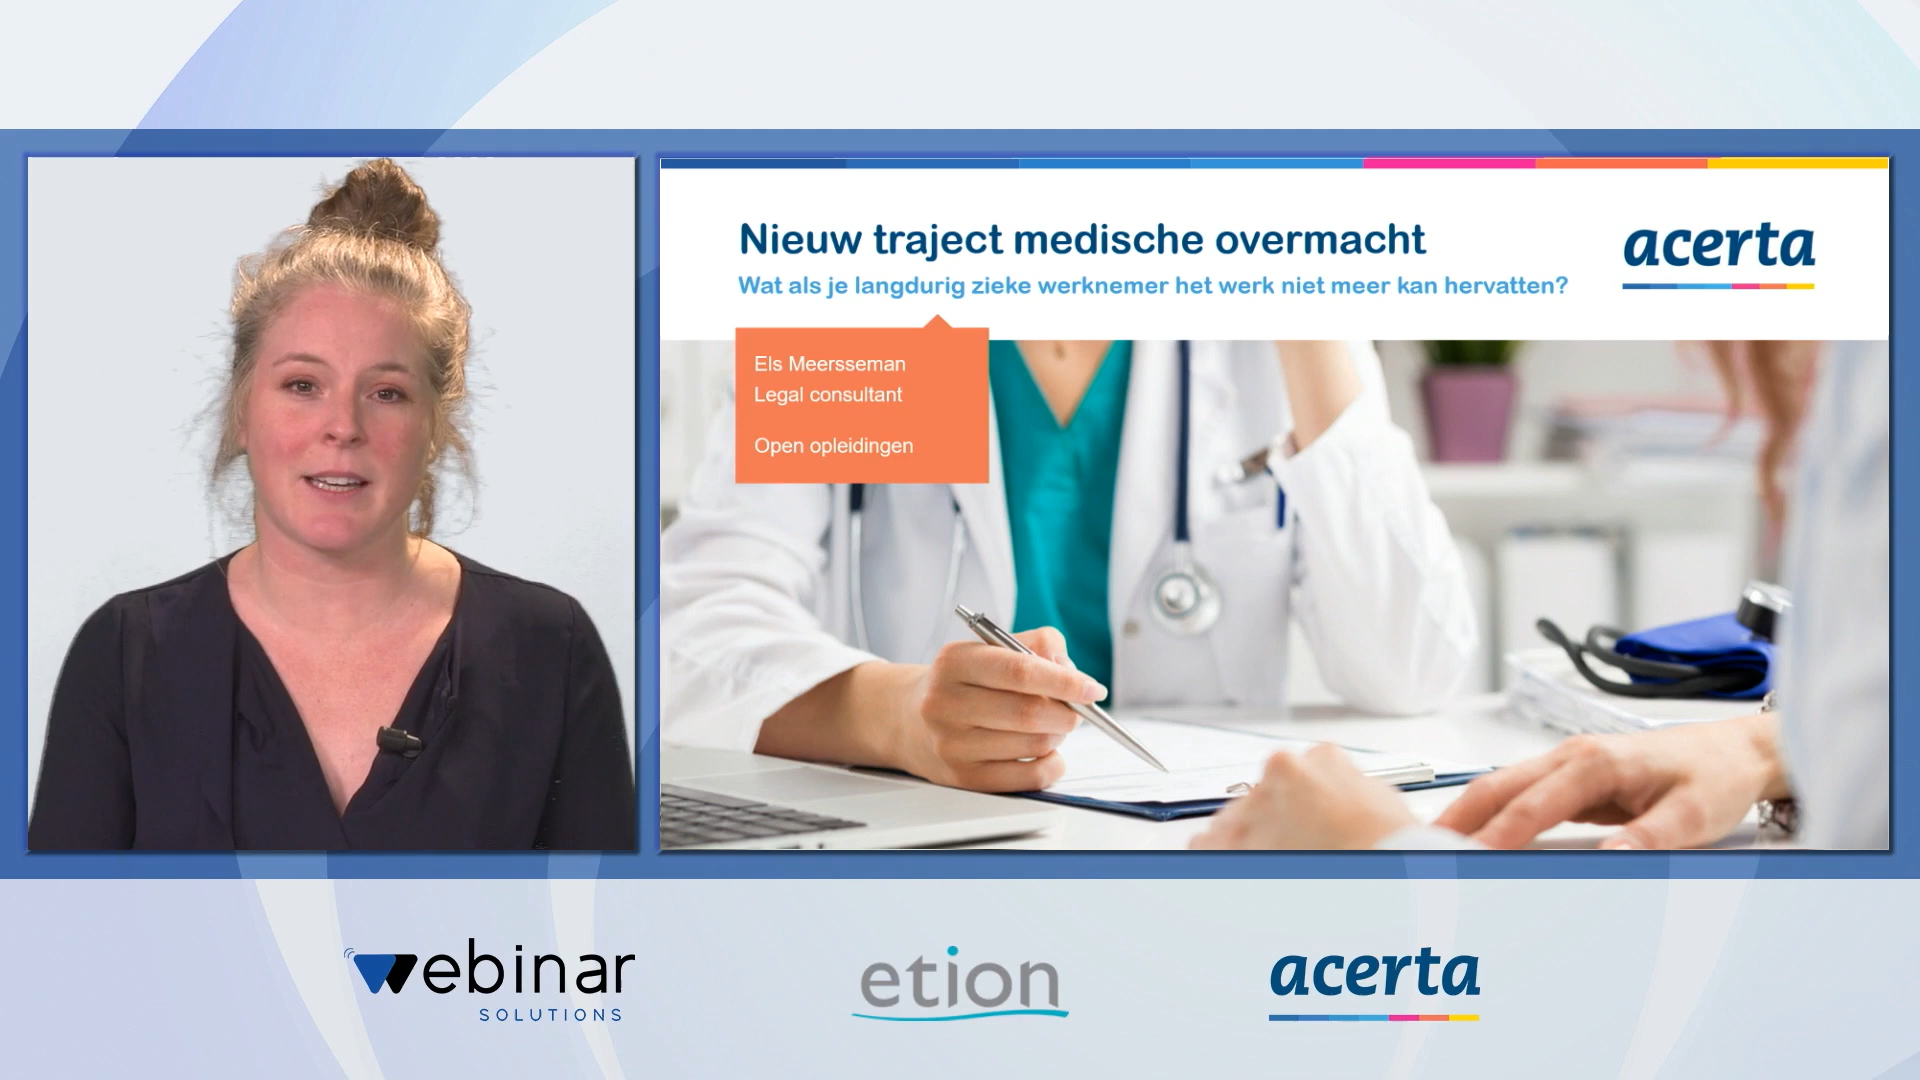 Nieuw traject medische overmacht
acerta
Wat als je langdurig zieke werknemer het werk niet meer kan hervatten?
Els Meersseman
Legal consultant
Open opleidingen
webinar
SOLUTIONS
etion
acerta